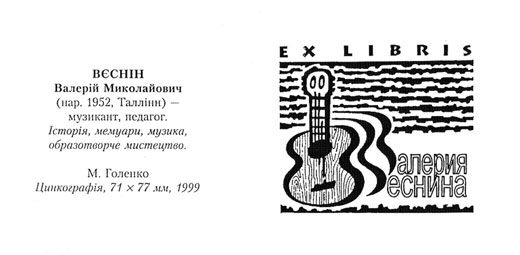 ВЄСНІН
Валерій Миколайович
(нар. 1952, Таллінн) —
музикант, педагог.
Історія, мемуари, музика,
образотворче мистецтво.
М. Голенко
Цинкографія, 71 × 77 мм, 1999
EX LIBRIS
Валерия
Веснина